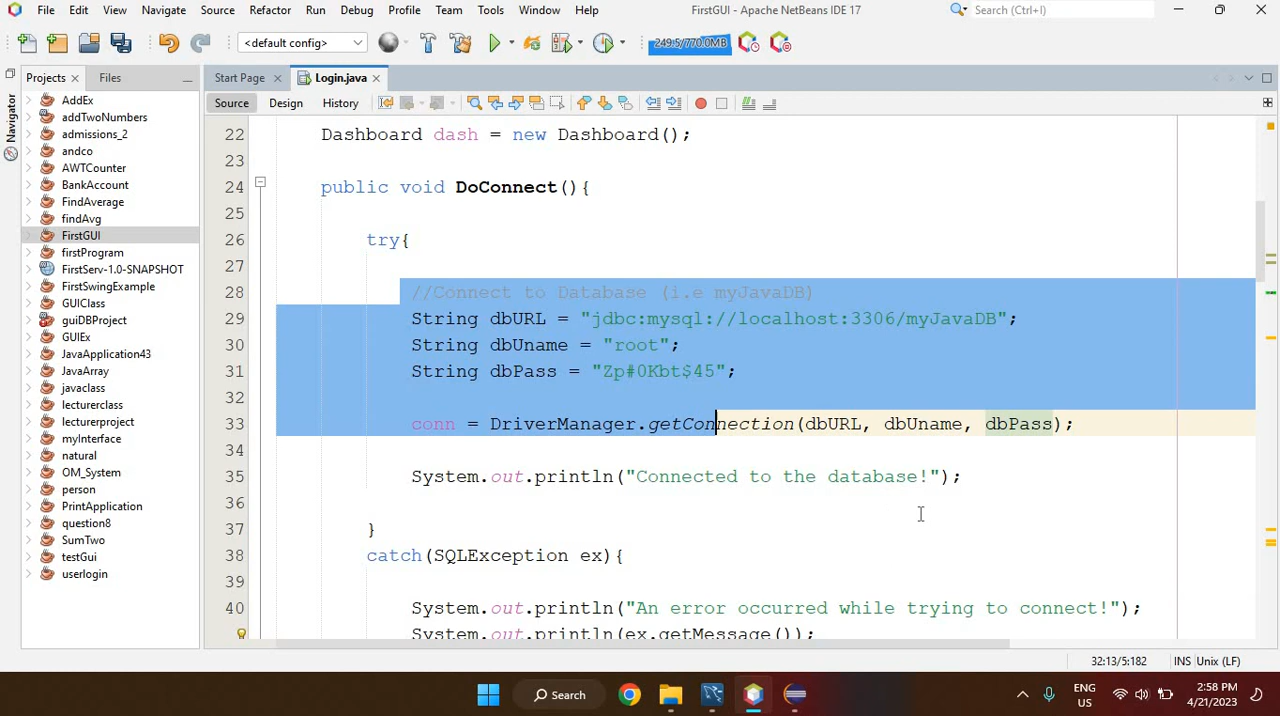 File Edit View Navigate Source Refactor Run Debug Profile Team Tools Window Help FirstGUI - Apache NetBeans IDE 17 Search (Ctrl+I)
<default config> 249.5/770.0MB
Projects Files Start Page Login.java
Source Design History
Navigator
AddEx
addTwoNumbers
admissions_2
andco
AWTCounter
BankAccount
FindAverage
findAvg
FirstGUI
firstProgram
FirstServ-1.0-SNAPSHOT
FirstSwingExample
GUIClass
guiDBProject
GUIEx
JavaApplication43
JavaArray
javaclass
lecturerclass
lecturerproject
myInterface
natural
OM_System
person
PrintApplication
question8
SumTwo
testGui
userlogin
22 Dashboard dash = new Dashboard();
23
24 public void DoConnect(){
25
26 try{
27
28 //Connect to Database (i.e myJavaDB)
29 String dbURL = "jdbc:mysql://localhost:3306/myJavaDB";
30 String dbUname = "root";
31 String dbPass = "Zp#0Kbt$45";
32
33 conn = DriverManager.getConnection(dbURL, dbUname, dbPass);
34
35 System.out.println("Connected to the database!");
36
37 }
38 catch(SQLException ex){
39
40 System.out.println("An error occurred while trying to connect!");
System.out.println(ex.getMessage());
32:13/5:182 INS Unix (LF)
Search
ENG
US
2:58 PM
4/21/2023